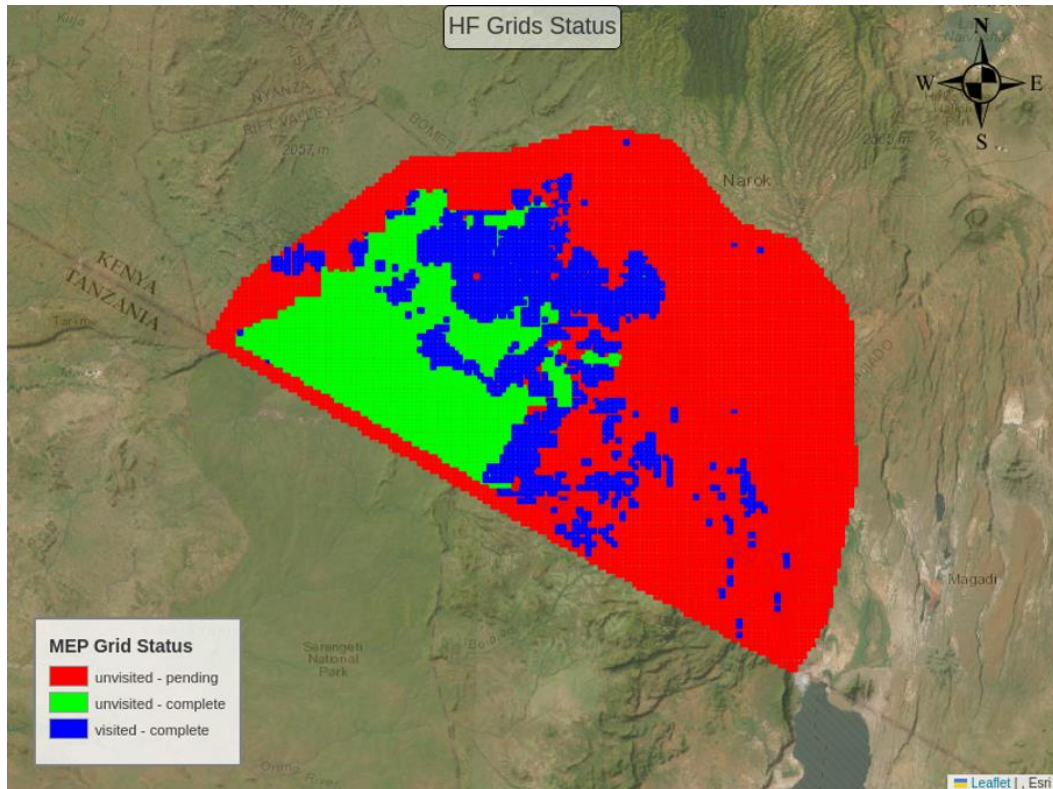 HF Grids Status
N
W
E
S
NYANZA
RIFT VALLEY
BOMET
2057, m
Narok
KENYA
TANZANIA
Magadi
Serengeti
National
Park
MEP Grid Status
unvisited - pending
unvisited - complete
visited - complete
Leaflet | , Esri